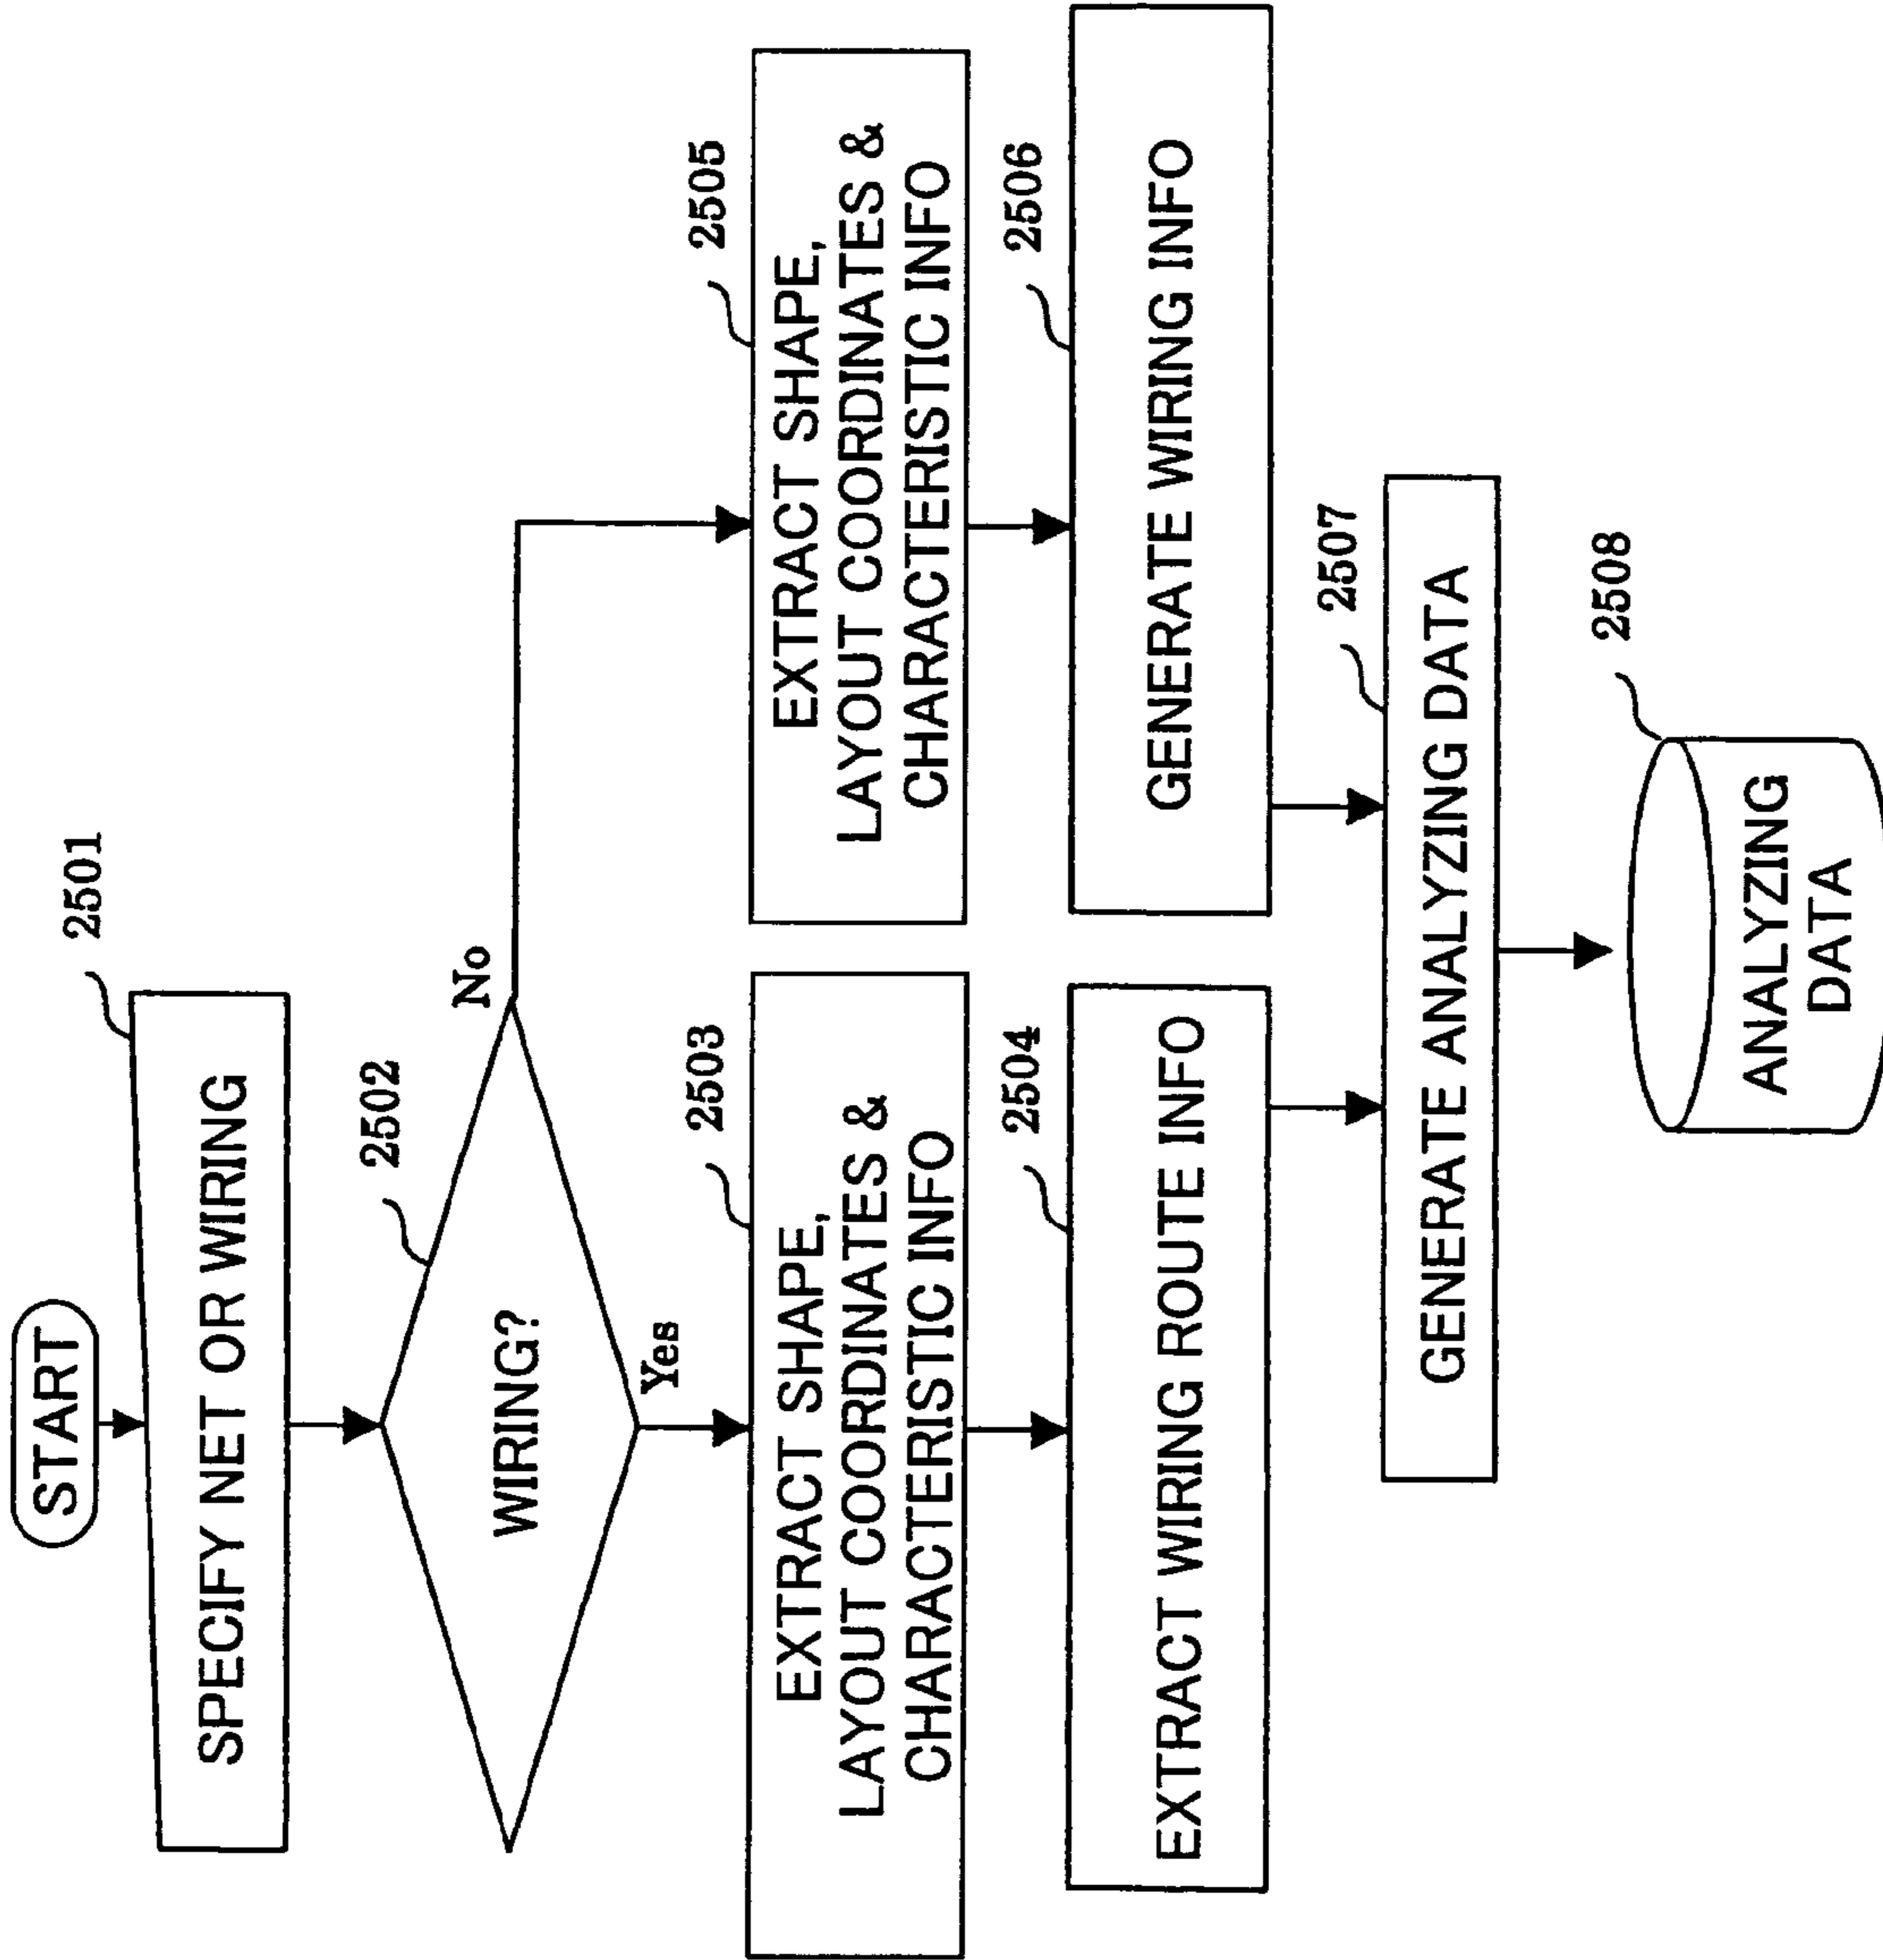 START
2501
SPECIFY NET OR WIRING
2502
WIRING?
No
Yes
2503
EXTRACT SHAPE,
LAYOUT COORDINATES &
CHARACTERISTIC INFO
2504
EXTRACT WIRING ROUTE INFO
2505
EXTRACT SHAPE,
LAYOUT COORDINATES &
CHARACTERISTIC INFO
2506
GENERATE WIRING INFO
2507
GENERATE ANALYZING DATA
2508
ANALYZING
DATA